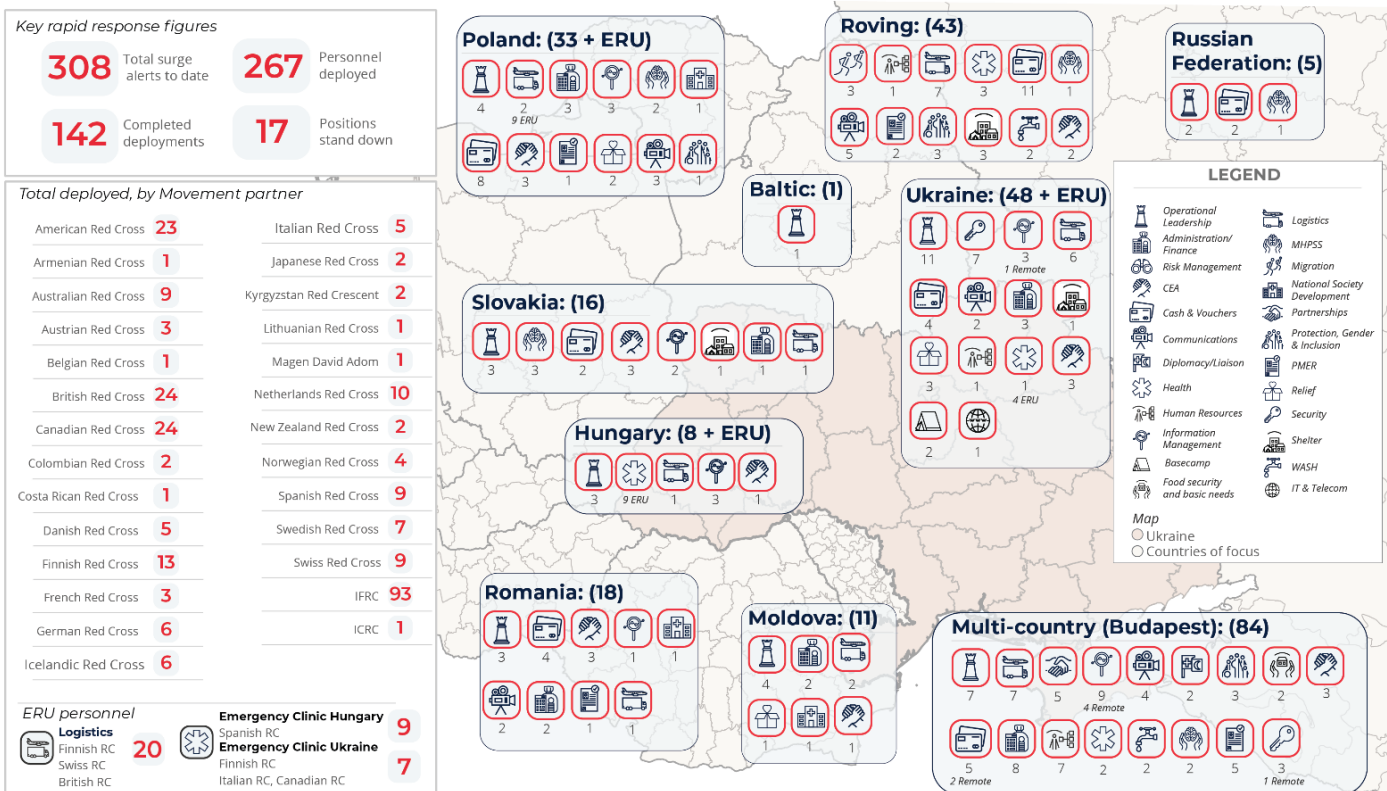 Key rapid response figures
308 Total surge alerts to date
267 Personnel deployed
142 Completed deployments
17 Positions stand down
Total deployed, by Movement partner
American Red Cross 23
Armenian Red Cross 1
Australian Red Cross 9
Austrian Red Cross 3
Belgian Red Cross 1
British Red Cross 24
Canadian Red Cross 24
Colombian Red Cross 2
Costa Rican Red Cross 1
Danish Red Cross 5
Finnish Red Cross 13
French Red Cross 3
German Red Cross 6
Icelandic Red Cross 6
Italian Red Cross 5
Japanese Red Cross 2
Kyrgyzstan Red Crescent 2
Lithuanian Red Cross 1
Magen David Adom 1
Netherlands Red Cross 10
New Zealand Red Cross 2
Norwegian Red Cross 4
Spanish Red Cross 9
Swedish Red Cross 7
Swiss Red Cross 9
IFRC 93
ICRC 1
ERU personnel
Logistics
Finnish RC
Swiss RC
British RC
20
Emergency Clinic Hungary
Spanish RC
9
Emergency Clinic Ukraine
Finnish RC
Italian RC, Canadian RC
7
Poland: (33 + ERU)
4 2 3 3 2 1
9 ERU
8 3 1 2 3 1
Roving: (43)
3 1 7 3 11 1
5 2 3 3 2 2
Russian
Federation: (5)
2 2 1
Baltic: (1)
1
Ukraine: (48 + ERU)
11 7 3 6
1 Remote
4 2 3 1
3 1 1 3
4 ERU
2 1
Slovakia: (16)
3 3 2 3 2 1 1 1
Hungary: (8 + ERU)
3 9 ERU 1 3 1
Romania: (18)
3 4 3 1 1
2 2 1 1
Moldova: (11)
4 2 2
1 1 1
Multi-country (Budapest): (84)
7 7 5 9 4 2 3 2 3
4 Remote
5 8 7 2 2 2 5 3
2 Remote 1 Remote
LEGEND
Operational
Leadership
Administration/
Finance
Risk Management
CEA
Cash & Vouchers
Communications
Diplomacy/Liaison
Health
Human Resources
Information
Management
Basecamp
Food security
and basic needs
Logistics
MHPSS
Migration
National Society
Development
Partnerships
Protection, Gender
& Inclusion
PMER
Relief
Security
Shelter
WASH
IT & Telecom
Map
Ukraine
Countries of focus